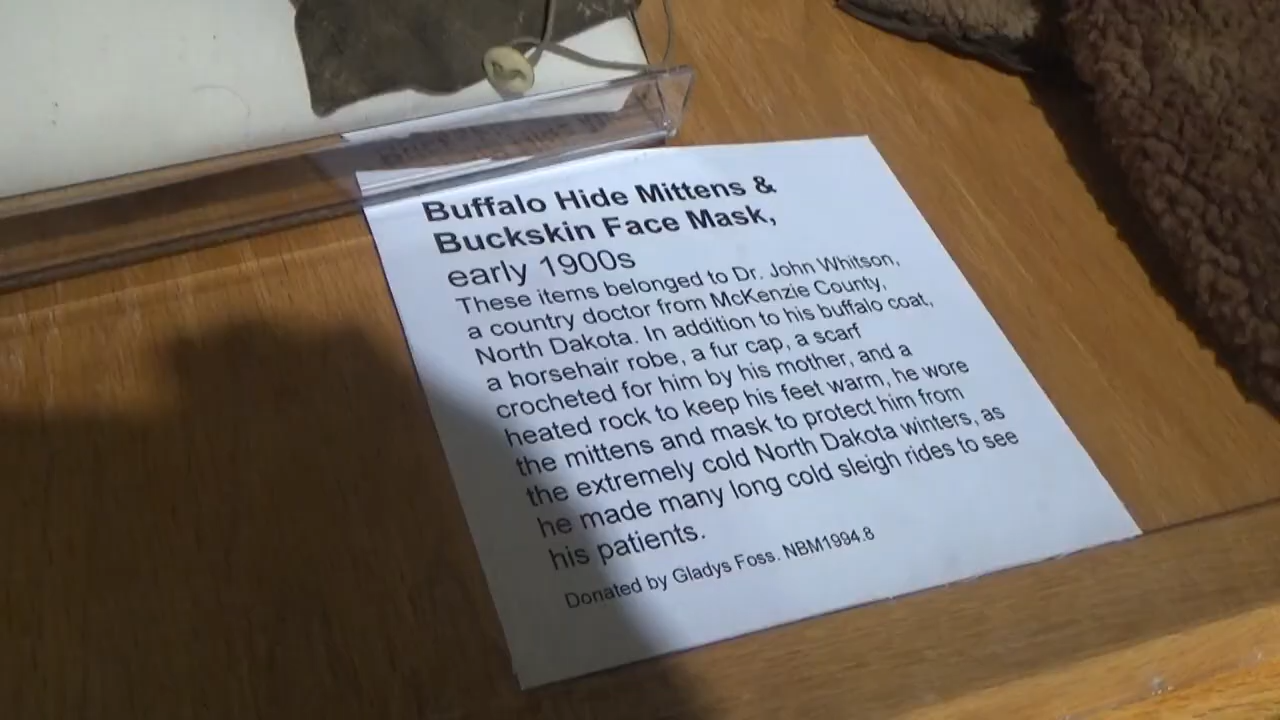 Buffalo Hide Mittens &
Buckskin Face Mask,
early 1900s
These items belonged to Dr. John Whitson,
a country doctor from McKenzie County,
North Dakota. In addition to his buffalo coat,
a horsehair robe, a fur cap, a scarf
crocheted for him by his mother, and a
heated rock to keep his feet warm, he wore
the mittens and mask to protect him from
the extremely cold North Dakota winters, as
he made many long cold sleigh rides to see
his patients.
Donated by Gladys Foss. NBM1994.8